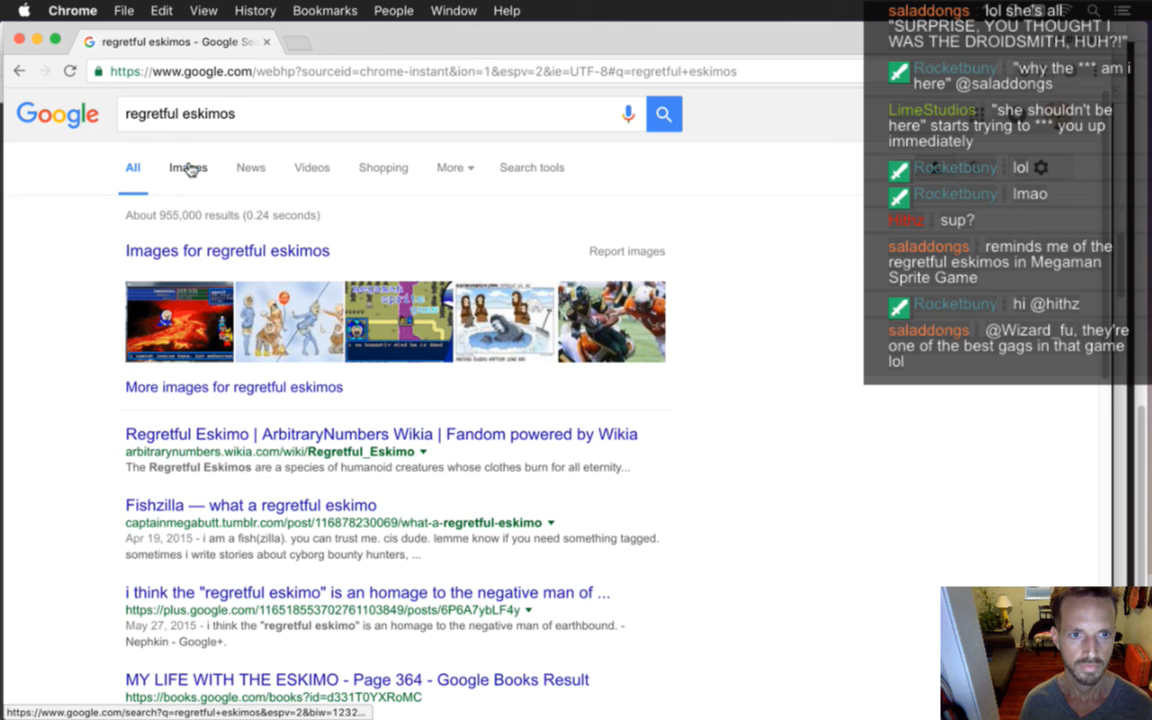 Chrome File Edit View History Bookmarks People Window Help
regretful eskimos - Google Se
https://www.google.com/webhp?sourceid=chrome-instant&ion=1&espv=2&ie=UTF-8#q=regretful+eskimos
Google regretful eskimos
All Images News Videos Shopping More Search tools
About 955,000 results (0.24 seconds)
Images for regretful eskimos Report images
More images for regretful eskimos
Regretful Eskimo | ArbitraryNumbers Wikia | Fandom powered by Wikia
arbitrarynumbers.wikia.com/wiki/Regretful_Eskimo
The Regretful Eskimos are a species of humanoid creatures whose clothes burn for all eternity...
Fishzilla — what a regretful eskimo
captainmegabutt.tumblr.com/post/116878230069/what-a-regretful-eskimo
Apr 19, 2015 - i am a fish(zilla). you can trust me. cis dude. lemme know if you need something tagged.
sometimes i write stories about cyborg bounty hunters, ...
i think the "regretful eskimo" is an homage to the negative man of ...
https://plus.google.com/116518553702761103849/posts/6P6A7ybLF4y
May 27, 2015 - i think the "regretful eskimo" is an homage to the negative man of earthbound. -
Nephkin - Google+.
MY LIFE WITH THE ESKIMO - Page 364 - Google Books Result
https://books.google.com/books?id=d331T0YXRoMC
https://www.google.com/search?q=regretful+eskimos&espv=2&biw=1232...
saladdongs lol she's all
"SURPRISE, YOU THOUGHT I
WAS THE DROIDSMITH, HUH?!"
Rocketbuny "why the *** am i
here" @saladdongs
LimeStudios "she shouldn't be
here" starts trying to *** you up
immediately
Rocketbuny lol
Rocketbuny lmao
Hithz sup?
saladdongs reminds me of the
regretful eskimos in Megaman
Sprite Game
Rocketbuny hi @hithz
saladdongs @Wizard_fu, they're
one of the best gags in that game
lol